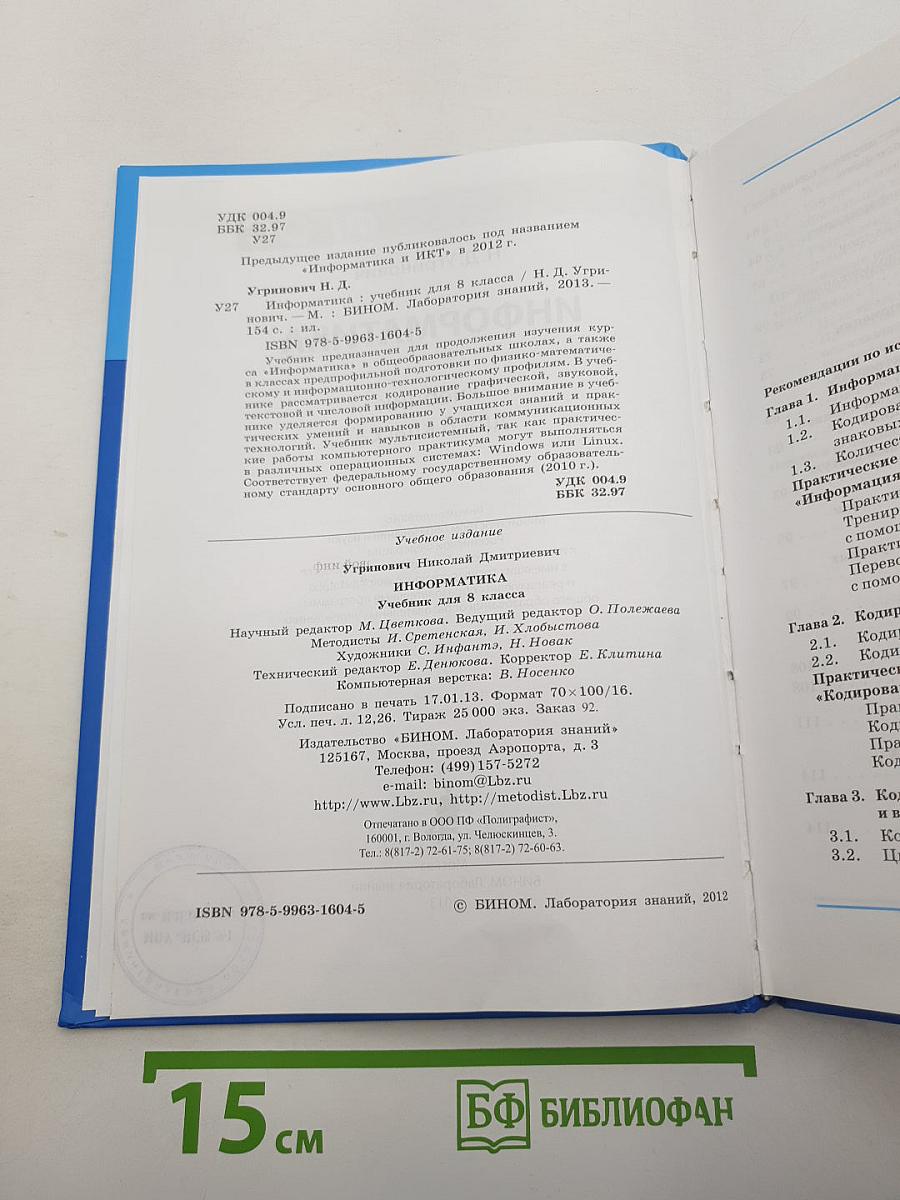 УДК 004.9
ББК 32.97
У27
Предыдущее издание публиковалось под названием
«Информатика и ИКТ» в 2012 г.
Угринович Н. Д.
У27 Информатика : учебник для 8 класса / Н. Д. Угри-
нович. — М. : БИНОМ. Лаборатория знаний, 2013. —
154 с. : ил.
ISBN 978-5-9963-1604-5
Учебник предназначен для продолжения изучения кур-
са «Информатика» в общеобразовательных школах, а также
в классах предпрофильной подготовки по физико-математиче-
скому и информационно-технологическому профилям. В учеб-
нике рассматривается кодирование графической, звуковой,
текстовой и числовой информации. Большое внимание в учеб-
нике уделяется формированию у учащихся знаний и прак-
тических умений и навыков в области коммуникационных
технологий. Учебник мультисистемный, так как практичес-
кие работы компьютерного практикума могут выполняться
в различных операционных системах: Windows или Linux.
Соответствует федеральному государственному образователь-
ному стандарту основного общего образования (2010 г.).
УДК 004.9
ББК 32.97
Учебное издание
Угринович Николай Дмитриевич
ИНФОРМАТИКА
Учебник для 8 класса
Научный редактор М. Цветкова. Ведущий редактор О. Полежаева
Методисты И. Сретенская, И. Хлобыстова
Художники С. Инфантэ, Н. Новак
Технический редактор Е. Денюкова. Корректор Е. Клитина
Компьютерная верстка: В. Носенко
Подписано в печать 17.01.13. Формат 70×100/16.
Усл. печ. л. 12,26. Тираж 25 000 экз. Заказ 92.
Издательство «БИНОМ. Лаборатория знаний»
125167, Москва, проезд Аэропорта, д. 3
Телефон: (499) 157-5272
e-mail: binom@Lbz.ru
http://www.Lbz.ru, http://metodist.Lbz.ru
Отпечатано в ООО ПФ «Полиграфист»,
160001, г. Вологда, ул. Челюскинцев, 3.
Тел.: 8(817-2) 72-61-75; 8(817-2) 72-60-63.
ISBN 978-5-9963-1604-5
© БИНОМ. Лаборатория знаний, 2012
Рекомендации по ис
Глава 1. Информац
1.1. Информа
1.2. Кодирова
знаковых
1.3. Количес
Практические
«Информация
Практи
Тренир
с помощ
Практи
Перево
с помо
Глава 2. Кодир
2.1. Кодир
2.2. Коди
Практическ
«Кодирова
Пра
Код
Пра
Код
Глава 3. Код
и в
3.1. Ко
3.2. Ц
15 см
БФ БИБЛИОФАН